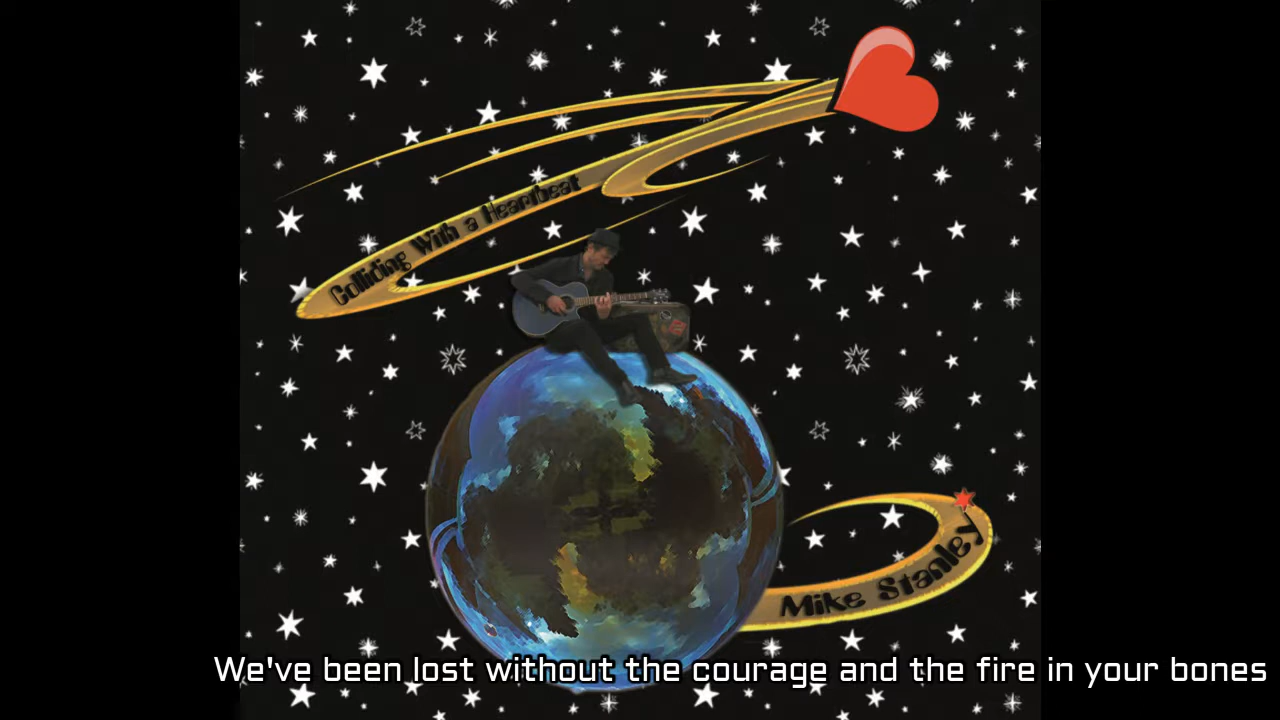 Colliding With a Heartbeat
Mike Stanley
We've been lost without the courage and the fire in your bones